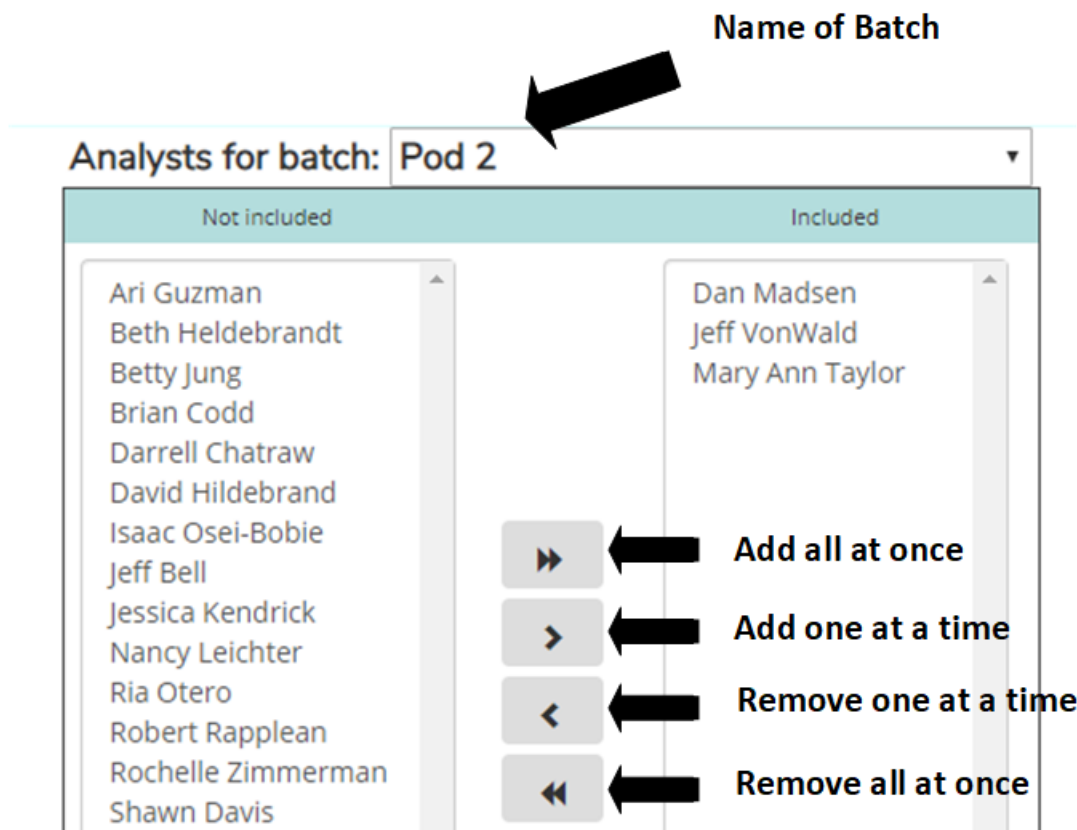 Name of Batch
Analysts for batch: Pod 2
Not included
Included
Ari Guzman
Beth Heldebrandt
Betty Jung
Brian Codd
Darrell Chatraw
David Hildebrand
Isaac Osei-Bobie
Jeff Bell
Jessica Kendrick
Nancy Leichter
Ria Otero
Robert Rapplean
Rochelle Zimmerman
Shawn Davis
Dan Madsen
Jeff VonWald
Mary Ann Taylor
Add all at once
Add one at a time
Remove one at a time
Remove all at once